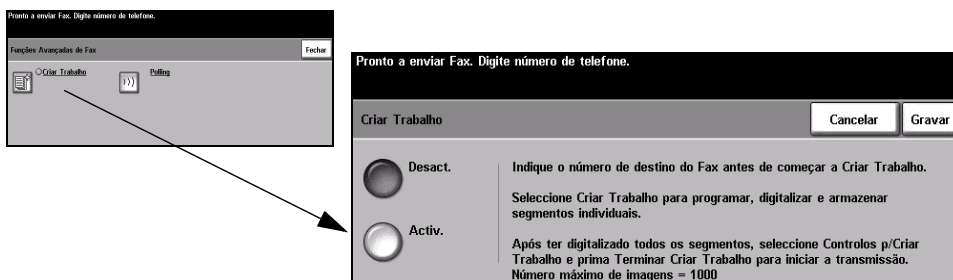 Pronto a enviar Fax. Digite número de telefone.
Funções Avançadas de Fax
Fechar
Criar Trabalho
Polling
Pronto a enviar Fax. Digite número de telefone.
Criar Trabalho
Cancelar
Gravar
Desact.
Indique o número de destino do Fax antes de começar a Criar Trabalho.
Seleccione Criar Trabalho para programar, digitalizar e armazenar
segmentos individuais.
Activ.
Após ter digitalizado todos os segmentos, seleccione Controlos p/Criar
Trabalho e prima Terminar Criar Trabalho para iniciar a transmissão.
Número máximo de imagens = 1000